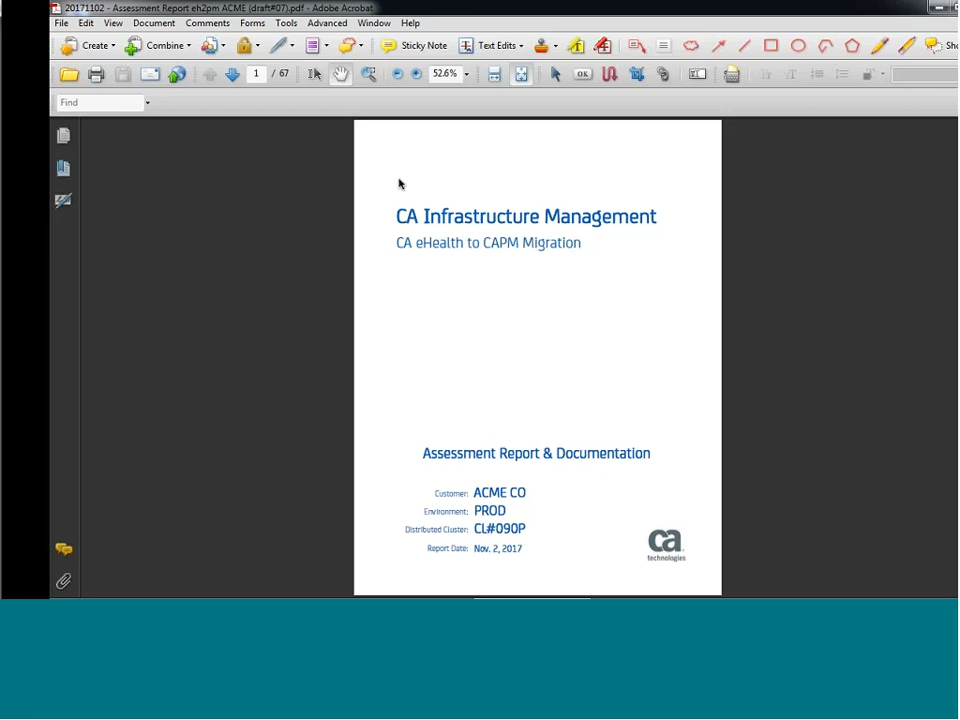 20171102 - Assessment Report eh2pm ACME (draft#07).pdf - Adobe Acrobat
File Edit View Document Comments Forms Tools Advanced Window Help
Create Combine Sticky Note Text Edits Sho
1 / 67 OK 52.6%
Find
CA Infrastructure Management
CA eHealth to CAPM Migration
Assessment Report & Documentation
Customer: ACME CO
Environment: PROD
Distributed Cluster: CL#090P
Report Date: Nov. 2, 2017
ca
technologies